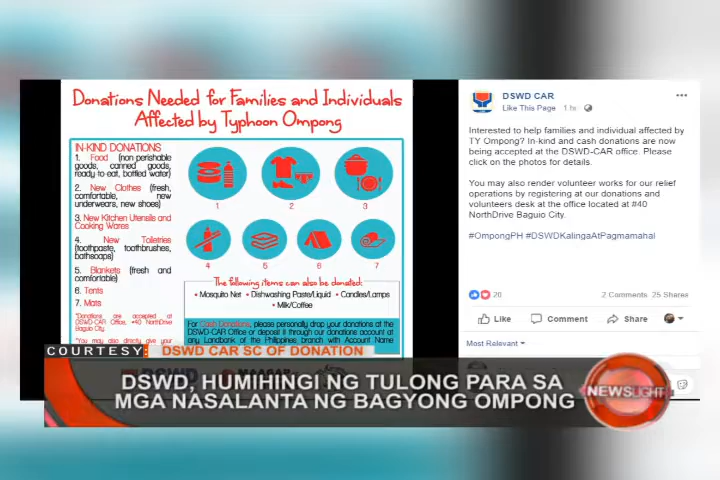 Donations Needed for Families and Individuals
Affected by Typhoon Ompong
IN-KIND DONATIONS
1. Food (non perishable
goods, canned goods,
ready-to-eat, bottled water)
2. New Clothes (fresh,
comfortable, new
underwears, new shoes)
3. New Kitchen Utensils and
Cooking Wares
4. New Toiletries
(toothpaste, toothbrushes,
bathsoaps)
5. Blankets (fresh and
comfortable)
6. Tents
7. Mats
*Donations are accepted at
DSWD-CAR Office, #40 NorthDrive
Baguio City
*You may also directly give your
1
2
3
4
5
6
7
The following items can also be donated:
• Mosquito Net • Dishwashing Paste/Liquid • Candles/Lamps
• Milk/Coffee
For Cash Donations, please personally drop your donations at the
DSWD-CAR Office or deposit it through our donations account at
any Landbank of the Philippines branch with Account Name
DSWD CAR
Like This Page 1 hr
Interested to help families and individual affected by
TY Ompong? In-kind and cash donations are now
being accepted at the DSWD-CAR office. Please
click on the photos for details.
You may also render volunteer works for our relief
operations by registering at our donations and
volunteers desk at the office located at #40
NorthDrive Baguio City.
#OmpongPH #DSWDKalingaAtPagmamahal
20
2 Comments 25 Shares
Like Comment Share
Most Relevant
COURTESY: DSWD CAR SC OF DONATION
DSWD, HUMIHINGI NG TULONG PARA SA
MGA NASALANTA NG BAGYONG OMPONG
NEWSLIGHT